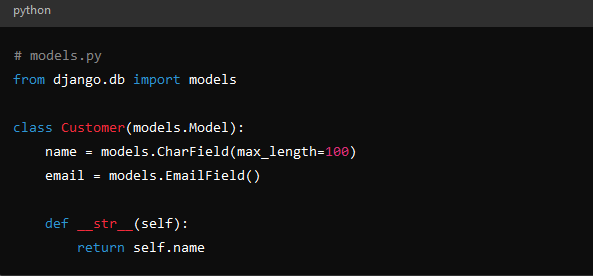 python
# models.py
from django.db import models
class Customer(models.Model):
    name = models.CharField(max_length=100)
    email = models.EmailField()
    def __str__(self):
        return self.name